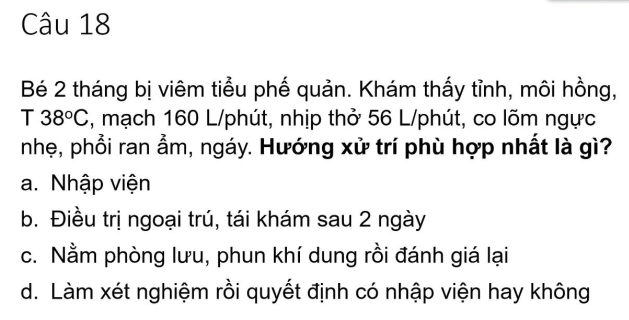 Câu 18
Bé 2 tháng bị viêm tiểu phế quản. Khám thấy tỉnh, môi hồng,
T 38ºC, mạch 160 L/phút, nhịp thở 56 L/phút, co lõm ngực
nhẹ, phổi ran ẩm, ngáy. Hướng xử trí phù hợp nhất là gì?
a. Nhập viện
b. Điều trị ngoại trú, tái khám sau 2 ngày
c. Nằm phòng lưu, phun khí dung rồi đánh giá lại
d. Làm xét nghiệm rồi quyết định có nhập viện hay không